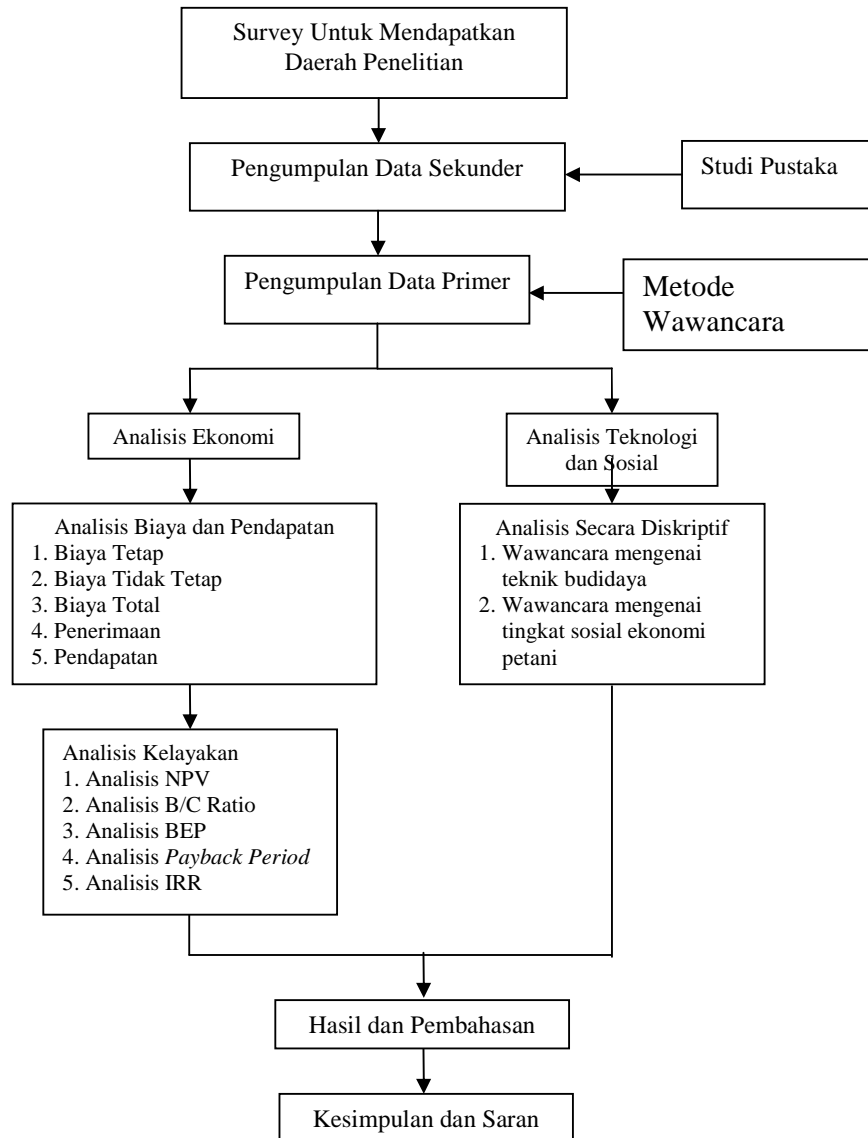 Survey Untuk Mendapatkan
Daerah Penelitian
Pengumpulan Data Sekunder
Studi Pustaka
Pengumpulan Data Primer
Metode
Wawancara
Analisis Ekonomi
Analisis Teknologi
dan Sosial
Analisis Biaya dan Pendapatan
1. Biaya Tetap
2. Biaya Tidak Tetap
3. Biaya Total
4. Penerimaan
5. Pendapatan
Analisis Secara Diskriptif
1. Wawancara mengenai
teknik budidaya
2. Wawancara mengenai
tingkat sosial ekonomi
petani
Analisis Kelayakan
1. Analisis NPV
2. Analisis B/C Ratio
3. Analisis BEP
4. Analisis Payback Period
5. Analisis IRR
Hasil dan Pembahasan
Kesimpulan dan Saran